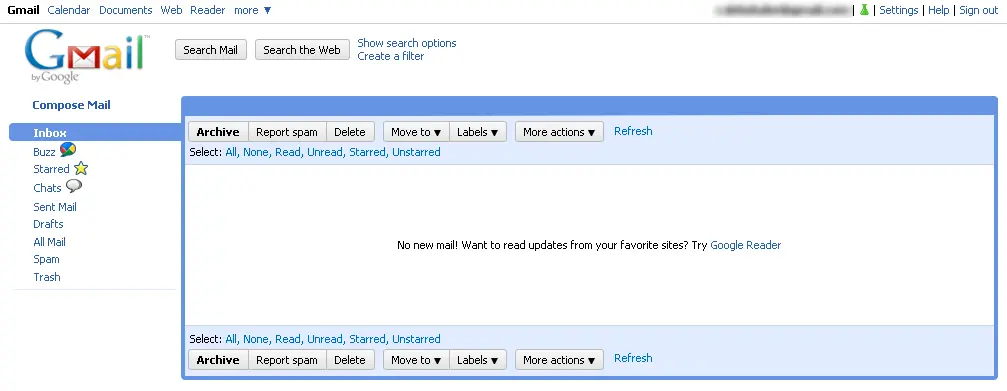 Gmail Calendar Documents Web Reader more ▼ | | Settings | Help | Sign out
Gmail™
by Google
Search Mail Search the Web Show search options
Create a filter
Compose Mail
Inbox
Buzz
Starred
Chats
Sent Mail
Drafts
All Mail
Spam
Trash
Archive Report spam Delete Move to ▼ Labels ▼ More actions ▼ Refresh
Select: All, None, Read, Unread, Starred, Unstarred
No new mail! Want to read updates from your favorite sites? Try Google Reader
Select: All, None, Read, Unread, Starred, Unstarred
Archive Report spam Delete Move to ▼ Labels ▼ More actions ▼ Refresh